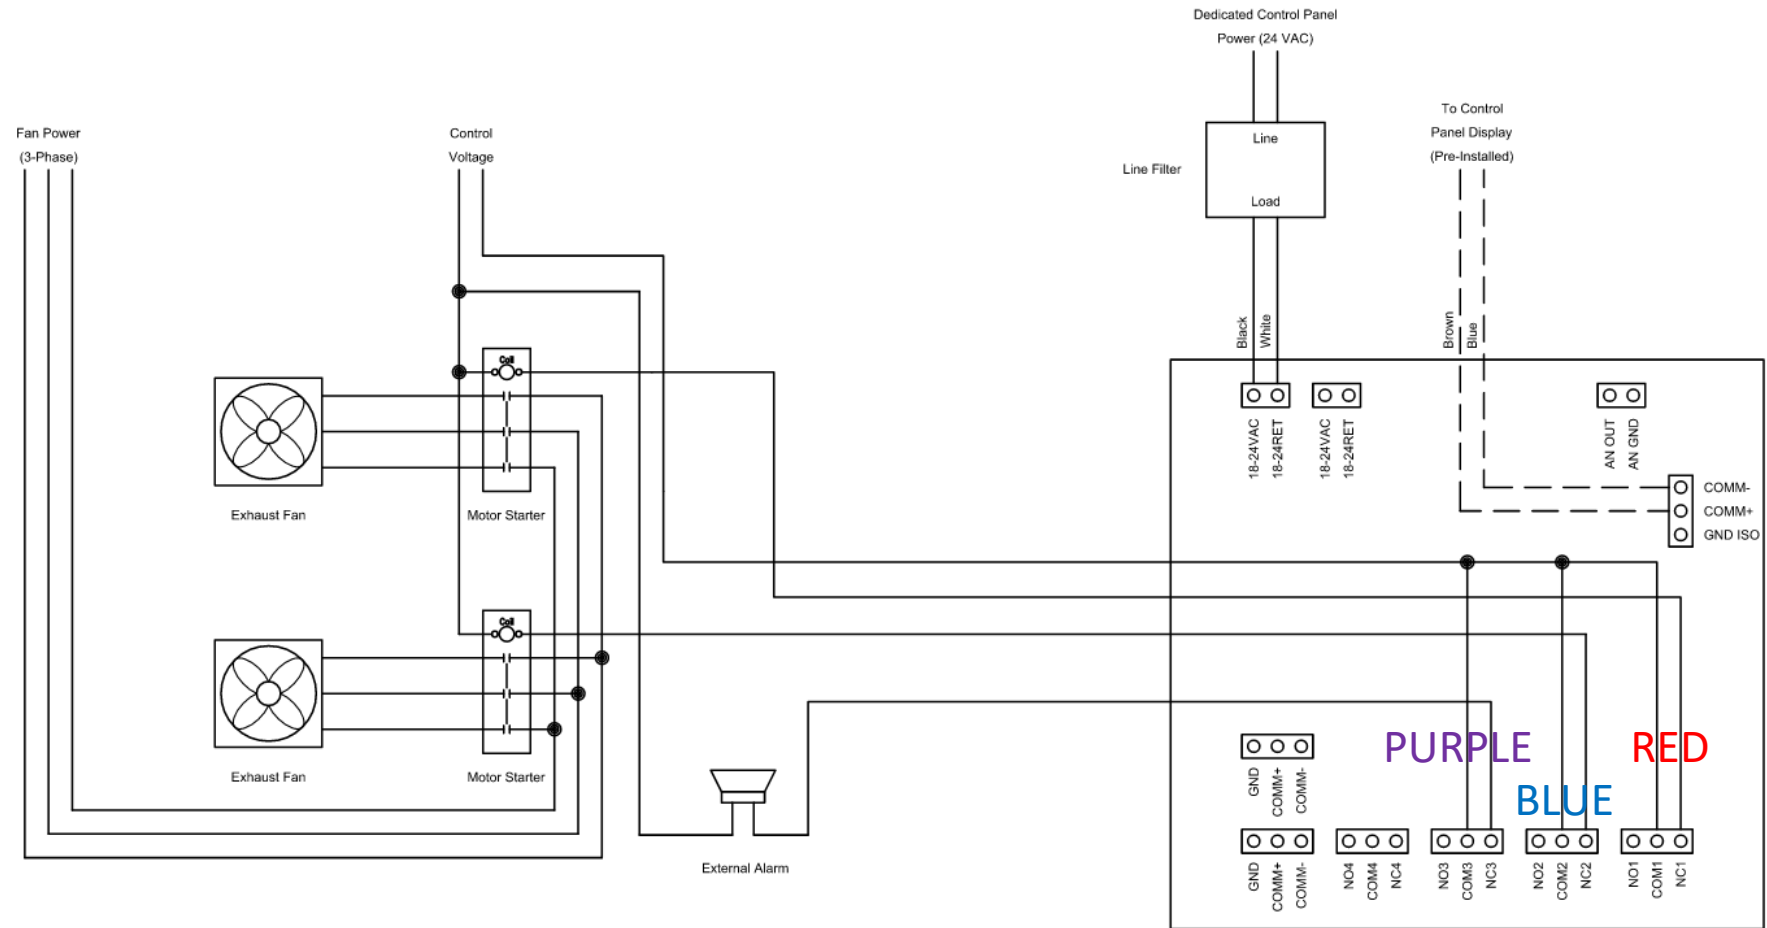 Dedicated Control Panel
Power (24 VAC)
To Control
Panel Display
(Pre-Installed)
Fan Power
(3-Phase)
Control
Voltage
Line
Line Filter
Load
Black
White
Brown
Blue
Coil
18-24VAC
18-24RET
18-24VAC
18-24RET
AN OUT
AN GND
COMM-
COMM+
GND ISO
Exhaust Fan
Motor Starter
Coil
PURPLE
RED
BLUE
Exhaust Fan
Motor Starter
GND
COMM+
COMM-
External Alarm
GND
COMM+
COMM-
NO4
COM4
NC4
NO3
COM3
NC3
NO2
COM2
NC2
NO1
COM1
NC1